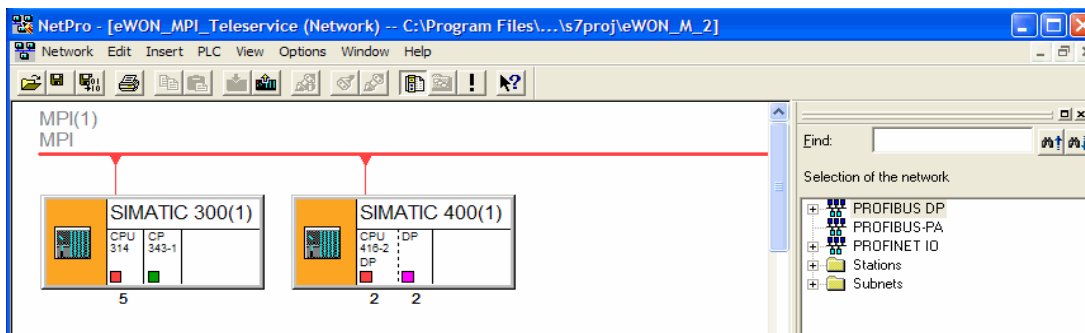 NetPro - [eWON_MPI_Teleservice (Network) -- C:\Program Files\...\s7proj\eWON_M_2]
Network Edit Insert PLC View Options Window Help
MPI(1)
MPI
SIMATIC 300(1)
CPU 314
CP 343-1
5
SIMATIC 400(1)
CPU 416-2 DP
DP
2 2
Find:
Selection of the network
PROFIBUS DP
PROFIBUS-PA
PROFINET IO
Stations
Subnets